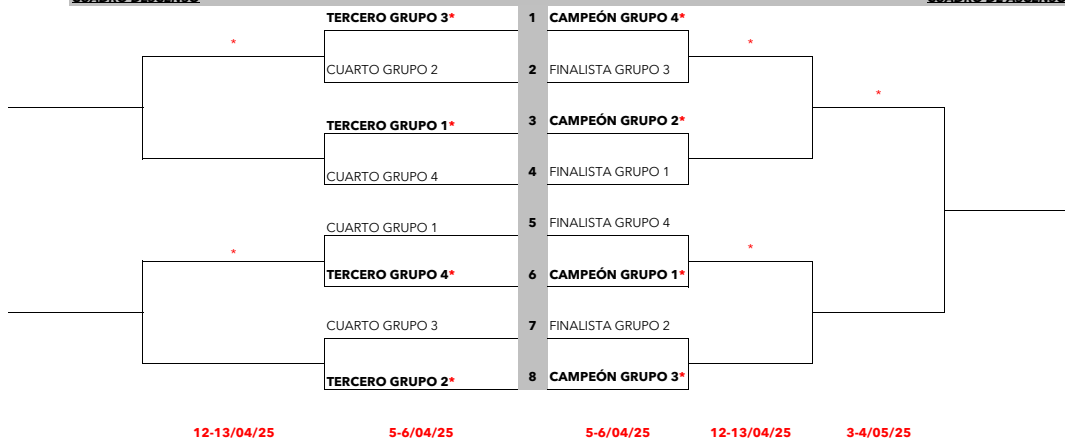 TERCERO GRUPO 3* 1 CAMPEÓN GRUPO 4*
* *
CUARTO GRUPO 2 2 FINALISTA GRUPO 3
*
TERCERO GRUPO 1* 3 CAMPEÓN GRUPO 2*
CUARTO GRUPO 4 4 FINALISTA GRUPO 1
CUARTO GRUPO 1 5 FINALISTA GRUPO 4
* *
TERCERO GRUPO 4* 6 CAMPEÓN GRUPO 1*
CUARTO GRUPO 3 7 FINALISTA GRUPO 2
TERCERO GRUPO 2* 8 CAMPEÓN GRUPO 3*
12-13/04/25 5-6/04/25 5-6/04/25 12-13/04/25 3-4/05/25